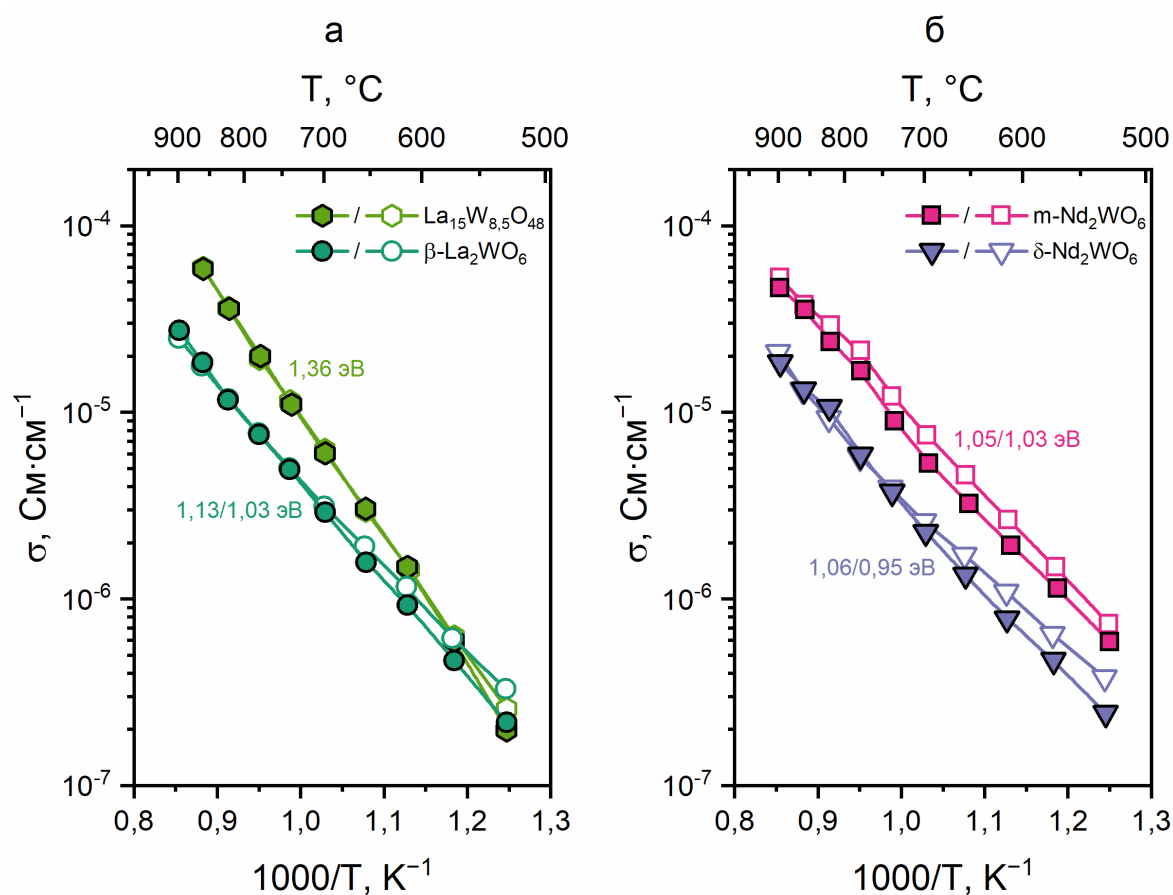 а
T, °C
900 800 700 600 500
10⁻⁴
10⁻⁵
10⁻⁶
10⁻⁷
σ, См·см⁻¹
/ La₁₅W₈,₅O₄₈
/ β-La₂WO₆
1,36 эВ
1,13/1,03 эВ
0,8 0,9 1,0 1,1 1,2 1,3
1000/T, K⁻¹
б
T, °C
900 800 700 600 500
10⁻⁴
10⁻⁵
10⁻⁶
10⁻⁷
σ, См·см⁻¹
/ m-Nd₂WO₆
/ δ-Nd₂WO₆
1,05/1,03 эВ
1,06/0,95 эВ
0,8 0,9 1,0 1,1 1,2 1,3
1000/T, K⁻¹